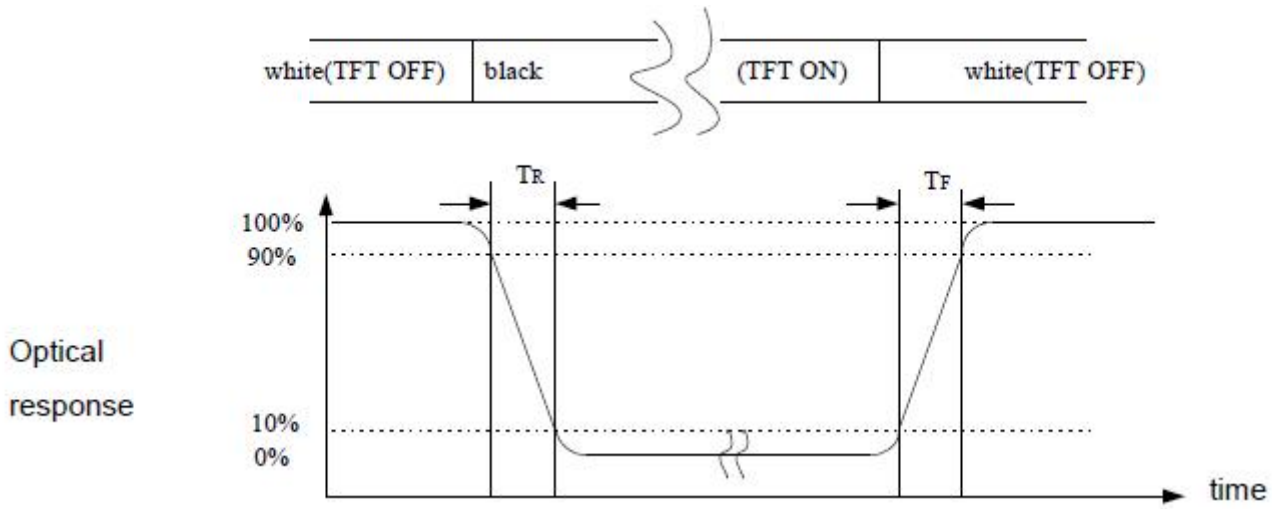 white(TFT OFF) black (TFT ON) white(TFT OFF)
TR TF
100%
90%
Optical
response
10%
0%
time